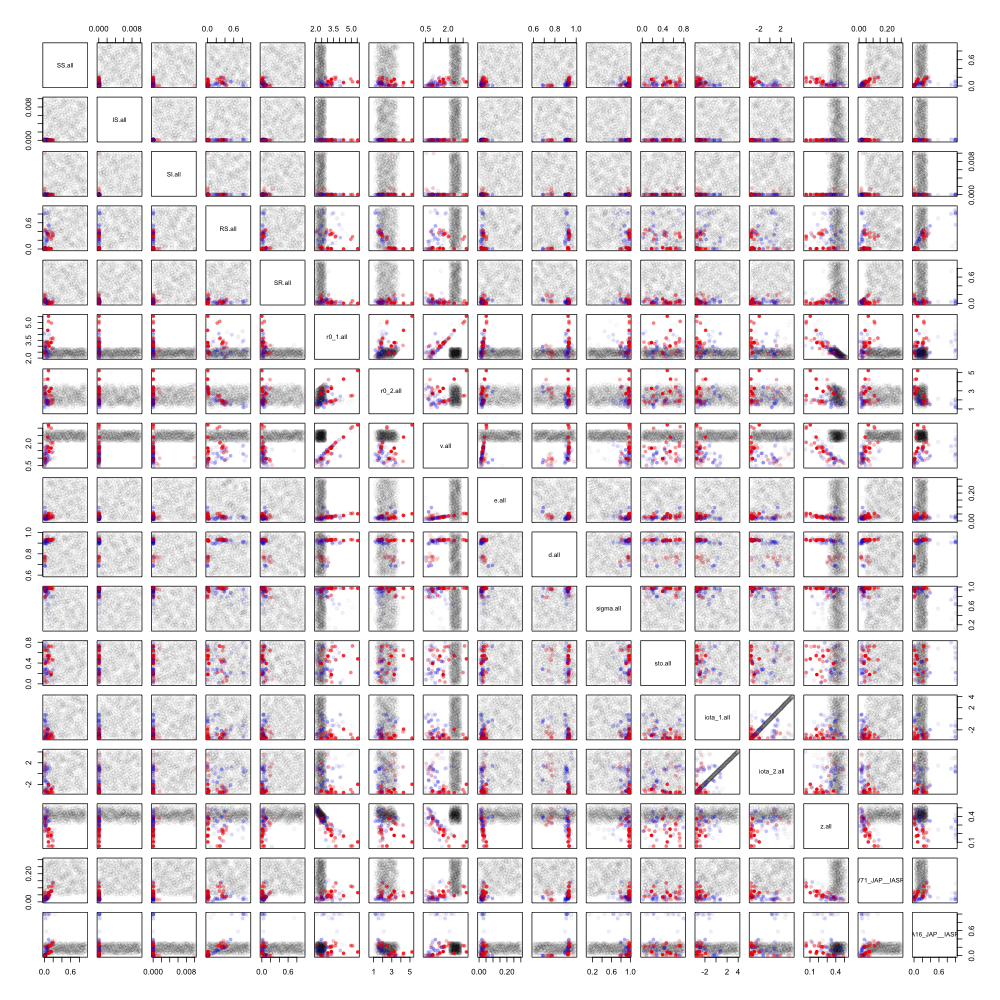 0.000 0.008 0.0 0.6 2.0 3.5 5.0 0.5 2.0 0.6 0.8 1.0 0.0 0.4 0.8 -2 2 0.00 0.20
SS.all 0.0 0.6
0.000 0.008 IS.all
SI.all 0.000 0.008
0.0 0.6 RS.all
SR.all 0.0 0.6
2.0 3.5 5.0 r0_1.all
r0_2.all 1 3 5
0.5 2.0 v.all
e.all 0.00 0.20
0.6 0.8 1.0 d.all
sigma.all 0.2 0.6 1.0
0.0 0.4 0.8 sto.all
iota_1.all -2 4
-2 2 iota_2.all
z.all 0.1 0.4
0.00 0.20 /71_JAP__IASF
A16_JAP__IASF 0.0 0.6
0.0 0.6 0.000 0.008 0.0 0.6 1 3 5 0.00 0.20 0.2 0.6 1.0 -2 2 4 0.1 0.4 0.0 0.6